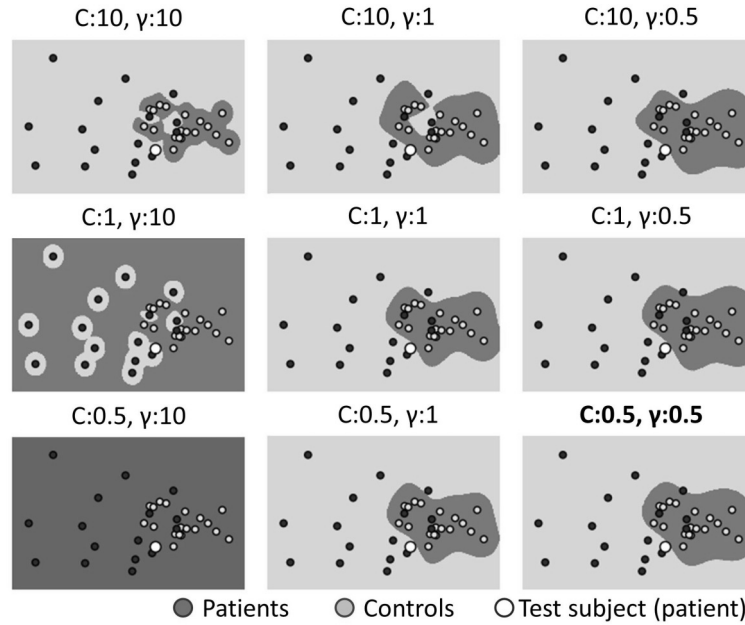 C:10, γ:10 C:10, γ:1 C:10, γ:0.5
C:1, γ:10 C:1, γ:1 C:1, γ:0.5
C:0.5, γ:10 C:0.5, γ:1 C:0.5, γ:0.5
Patients Controls Test subject (patient)